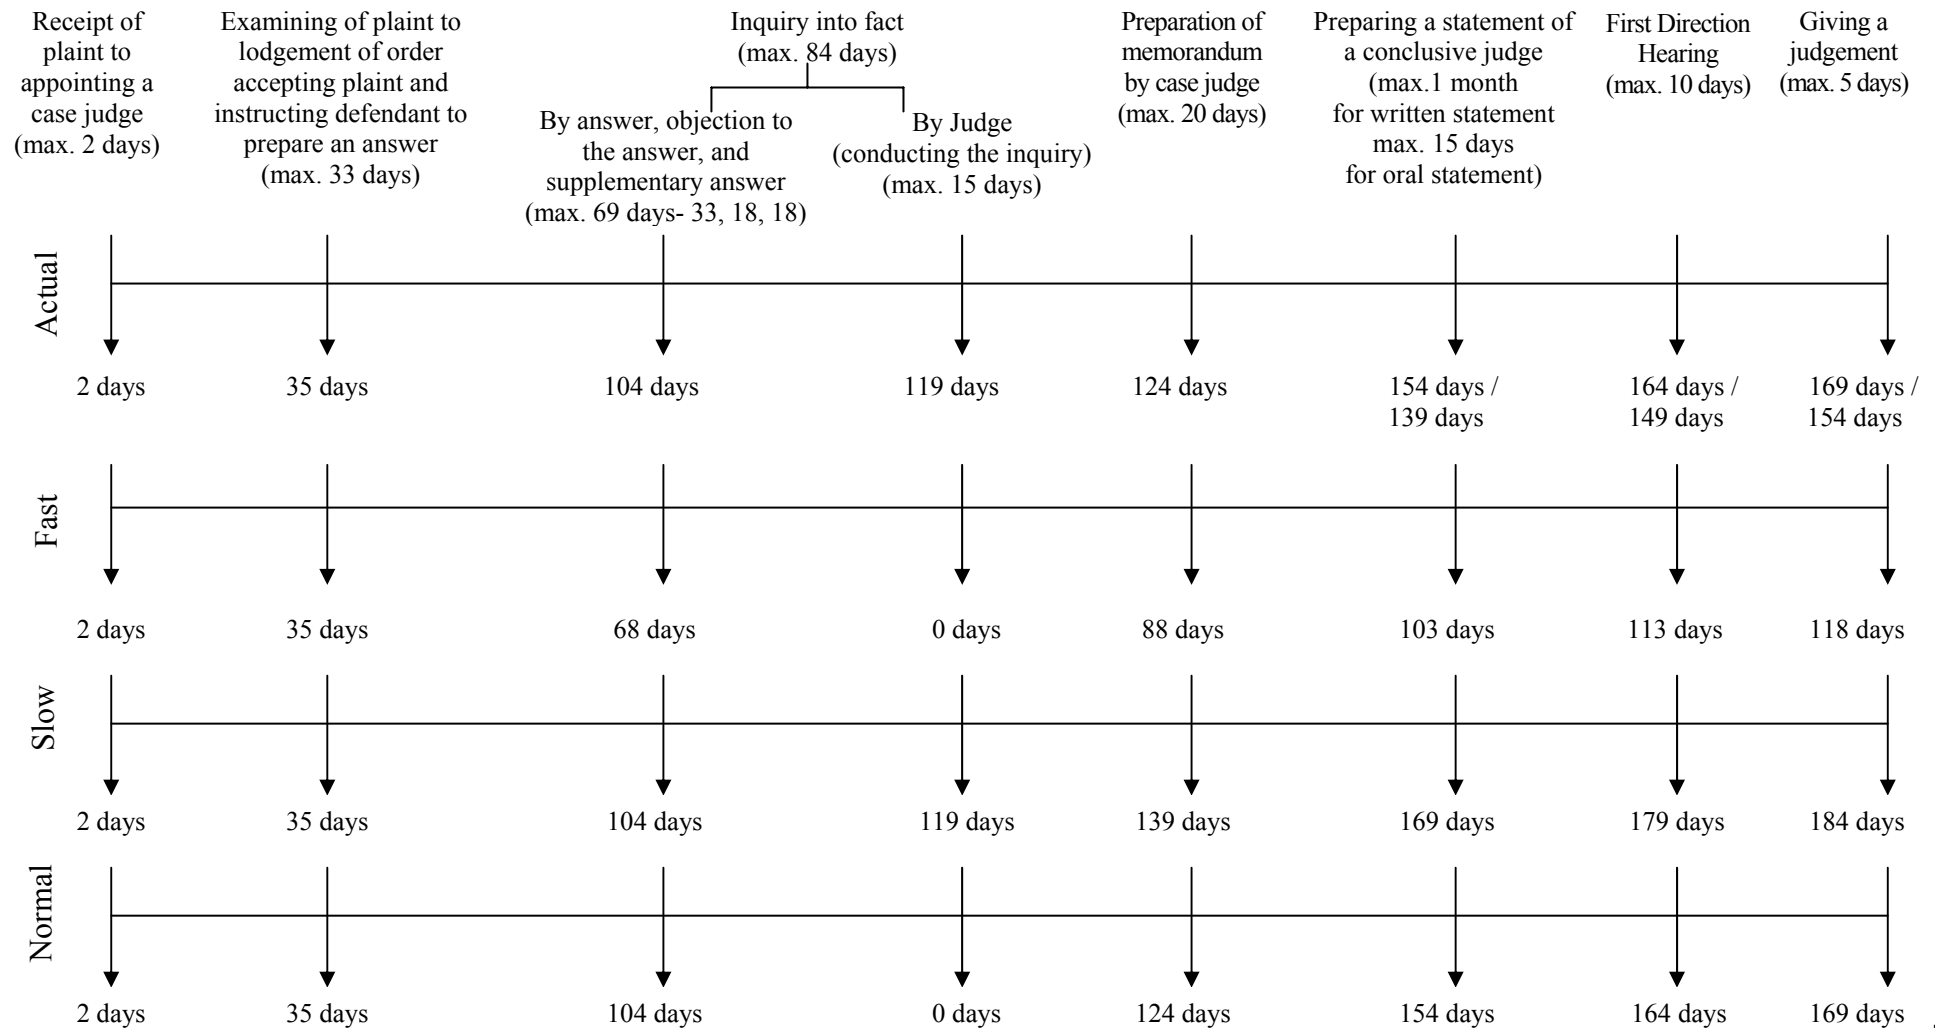 Receipt of
plaint to
appointing a
case judge
(max. 2 days)
Examining of plaint to
lodgement of order
accepting plaint and
instructing defendant to
prepare an answer
(max. 33 days)
Inquiry into fact
(max. 84 days)
By answer, objection to
the answer, and
supplementary answer
(max. 69 days- 33, 18, 18)
By Judge
(conducting the inquiry)
(max. 15 days)
Preparation of
memorandum
by case judge
(max. 20 days)
Preparing a statement of
a conclusive judge
(max.1 month
for written statement
max. 15 days
for oral statement)
First Direction
Hearing
(max. 10 days)
Giving a
judgement
(max. 5 days)
Actual
2 days
35 days
104 days
119 days
124 days
154 days /
139 days
164 days /
149 days
169 days /
154 days
Fast
2 days
35 days
68 days
0 days
88 days
103 days
113 days
118 days
Slow
2 days
35 days
104 days
119 days
139 days
169 days
179 days
184 days
Normal
2 days
35 days
104 days
0 days
124 days
154 days
164 days
169 days